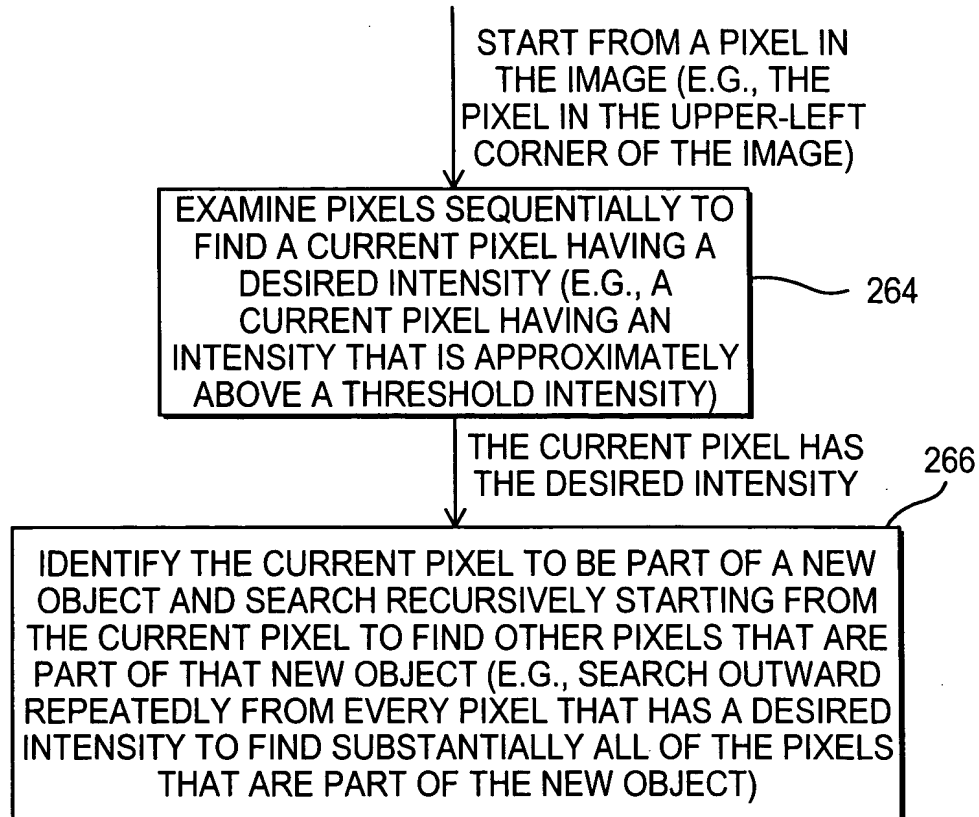 START FROM A PIXEL IN
THE IMAGE (E.G., THE
PIXEL IN THE UPPER-LEFT
CORNER OF THE IMAGE)
EXAMINE PIXELS SEQUENTIALLY TO
FIND A CURRENT PIXEL HAVING A
DESIRED INTENSITY (E.G., A
CURRENT PIXEL HAVING AN
INTENSITY THAT IS APPROXIMATELY
ABOVE A THRESHOLD INTENSITY)
264
THE CURRENT PIXEL HAS
THE DESIRED INTENSITY
266
IDENTIFY THE CURRENT PIXEL TO BE PART OF A NEW
OBJECT AND SEARCH RECURSIVELY STARTING FROM
THE CURRENT PIXEL TO FIND OTHER PIXELS THAT ARE
PART OF THAT NEW OBJECT (E.G., SEARCH OUTWARD
REPEATEDLY FROM EVERY PIXEL THAT HAS A DESIRED
INTENSITY TO FIND SUBSTANTIALLY ALL OF THE PIXELS
THAT ARE PART OF THE NEW OBJECT)